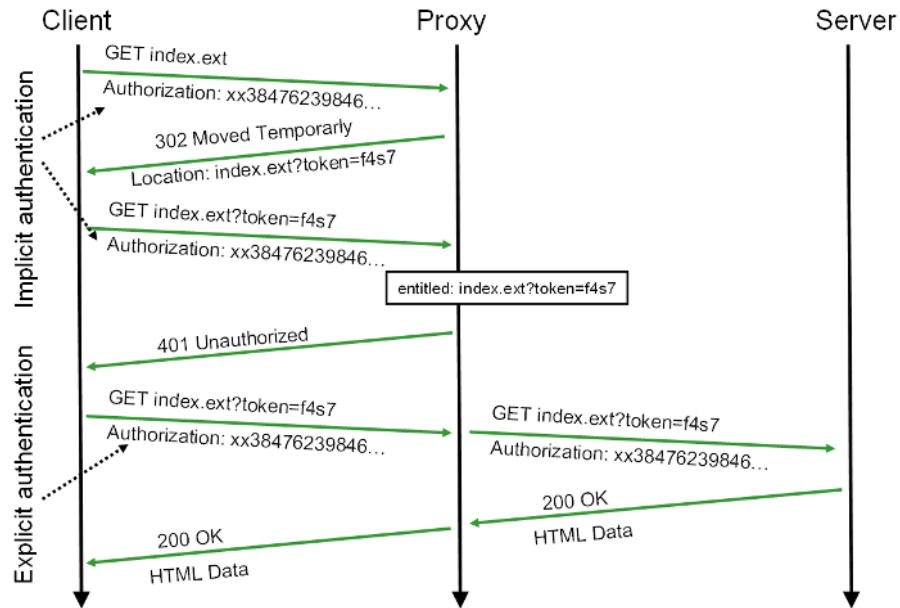 Client
Proxy
Server
GET index.ext
Authorization: xx38476239846...
302 Moved Temporarly
Location: index.ext?token=f4s7
Implicit authentication
GET index.ext?token=f4s7
Authorization: xx38476239846...
entitled: index.ext?token=f4s7
401 Unauthorized
Explicit authentication
GET index.ext?token=f4s7
Authorization: xx38476239846...
GET index.ext?token=f4s7
Authorization: xx38476239846...
200 OK
HTML Data
200 OK
HTML Data